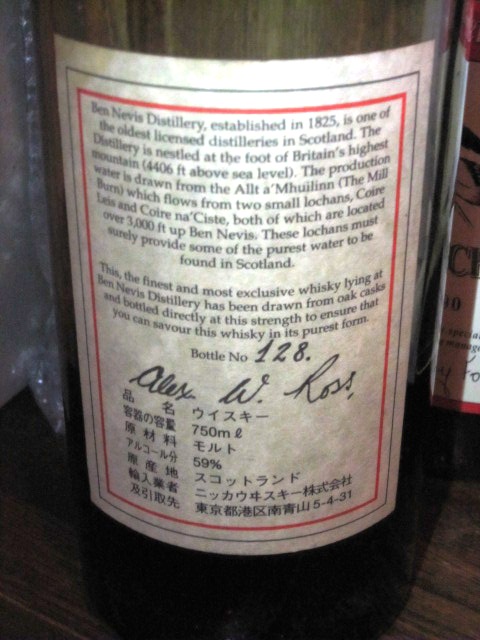 Ben Nevis Distillery, established in 1825, is one of
the oldest licensed distilleries in Scotland. The
Distillery is nestled at the foot of Britain's highest
mountain (4406 ft above sea level). The production
water is drawn from the Allt a'Mhuilinn (The Mill
Burn) which flows from two small lochans, Coire
Leis and Coire na'Ciste, both of which are located
over 3,000 ft up Ben Nevis. These lochans must
surely provide some of the purest water to be
found in Scotland.
This, the finest and most exclusive whisky lying at
Ben Nevis Distillery has been drawn from oak casks
and bottled directly at this strength to ensure that
you can savour this whisky in its purest form.
Bottle No 128.
Alex. W. Ross
品名 ウイスキー
容器の容量 750mℓ
原材料 モルト
アルコール分 59%
原産地 スコットランド
輸入業者 ニッカウヰスキー株式会社
及引取先 東京都港区南青山5-4-31